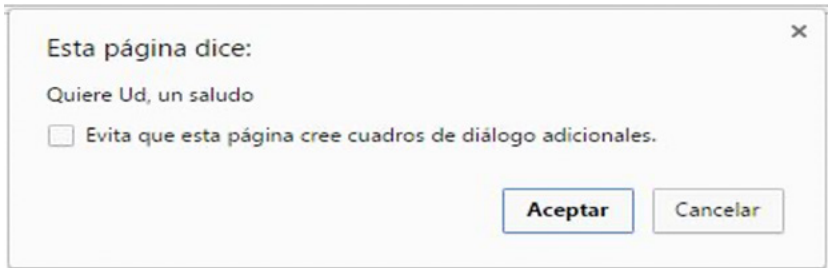 Esta página dice:
Quiere Ud, un saludo
Evita que esta página cree cuadros de diálogo adicionales.
Aceptar Cancelar